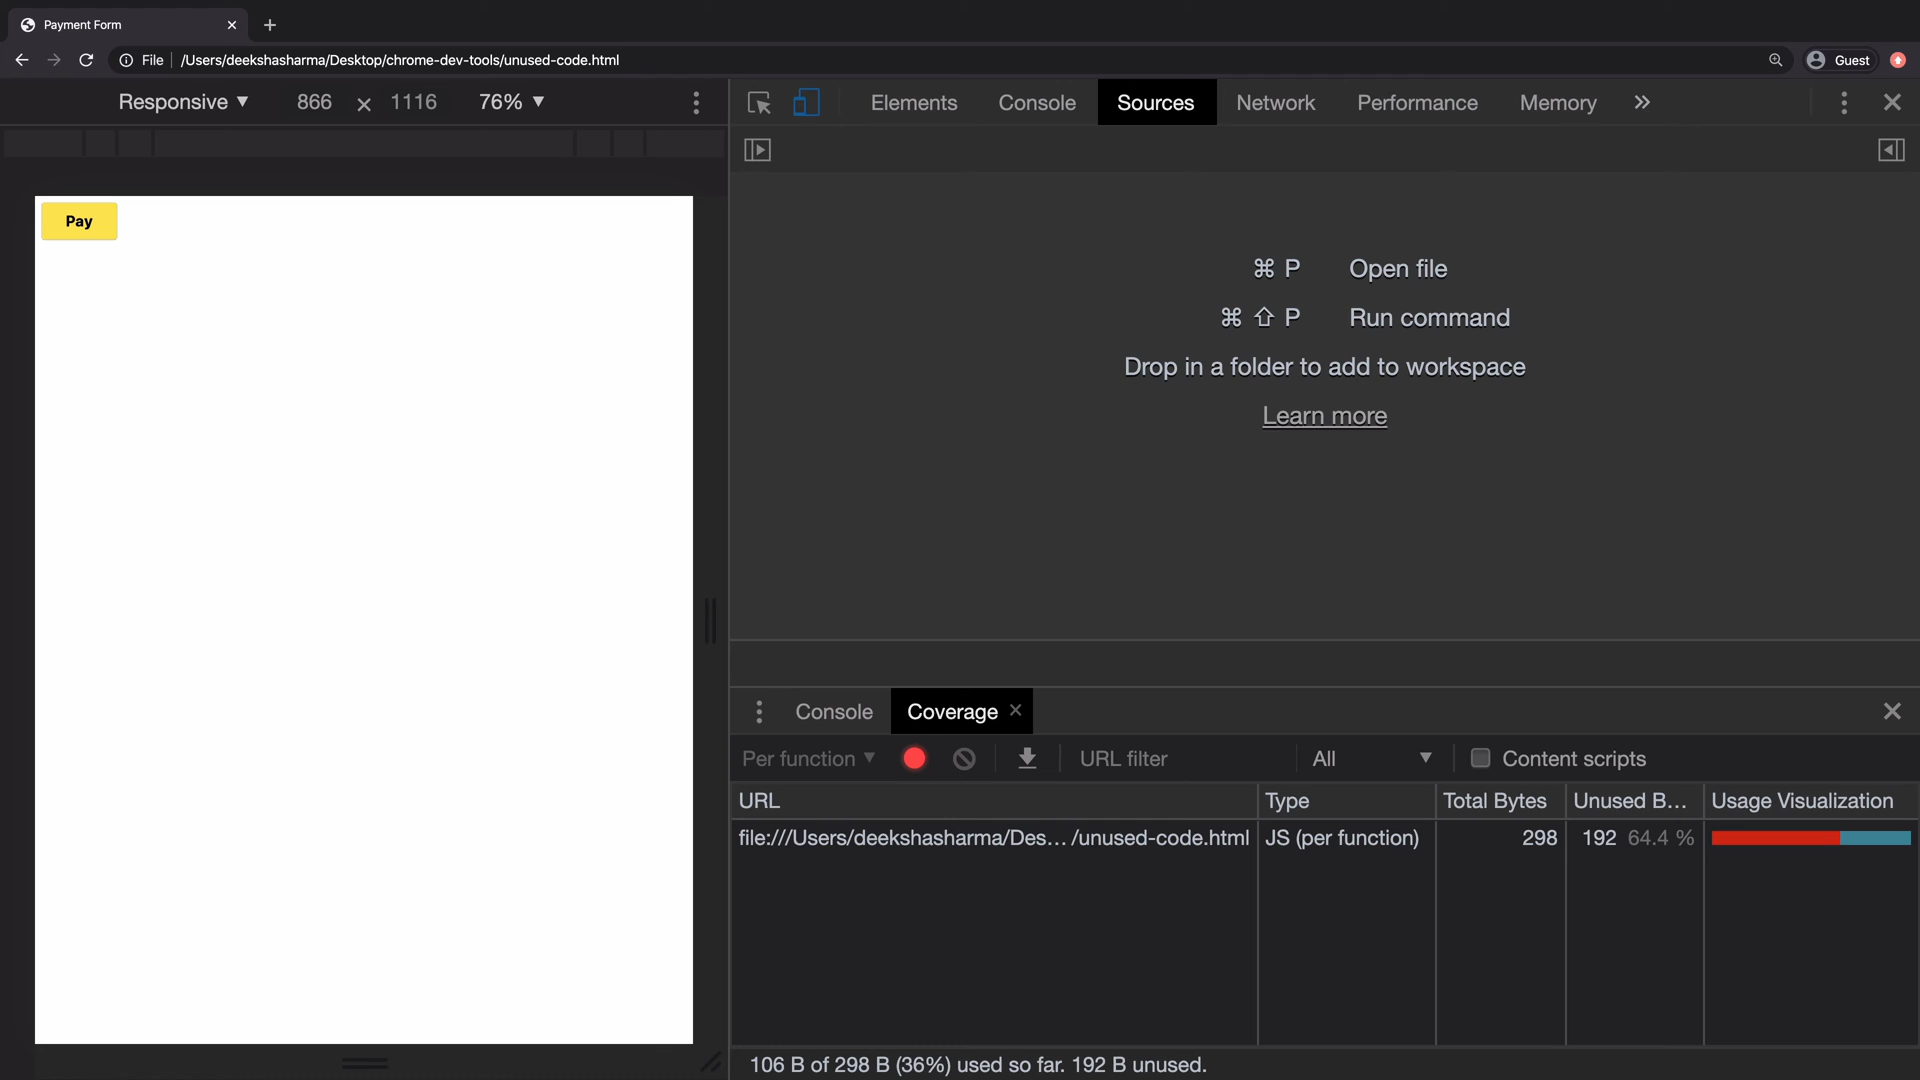 Payment Form
File /Users/deekshasharma/Desktop/chrome-dev-tools/unused-code.html
Guest
Responsive ▼ 866 × 1116 76% ▼
Elements Console Sources Network Performance Memory »
Pay
⌘ P Open file
⌘ ⇧ P Run command
Drop in a folder to add to workspace
Learn more
Console Coverage ×
Per function ▼ URL filter All ▼ Content scripts
URL Type Total Bytes Unused B... Usage Visualization
file:///Users/deekshasharma/Des... /unused-code.html JS (per function) 298 192 64.4 %
106 B of 298 B (36%) used so far. 192 B unused.